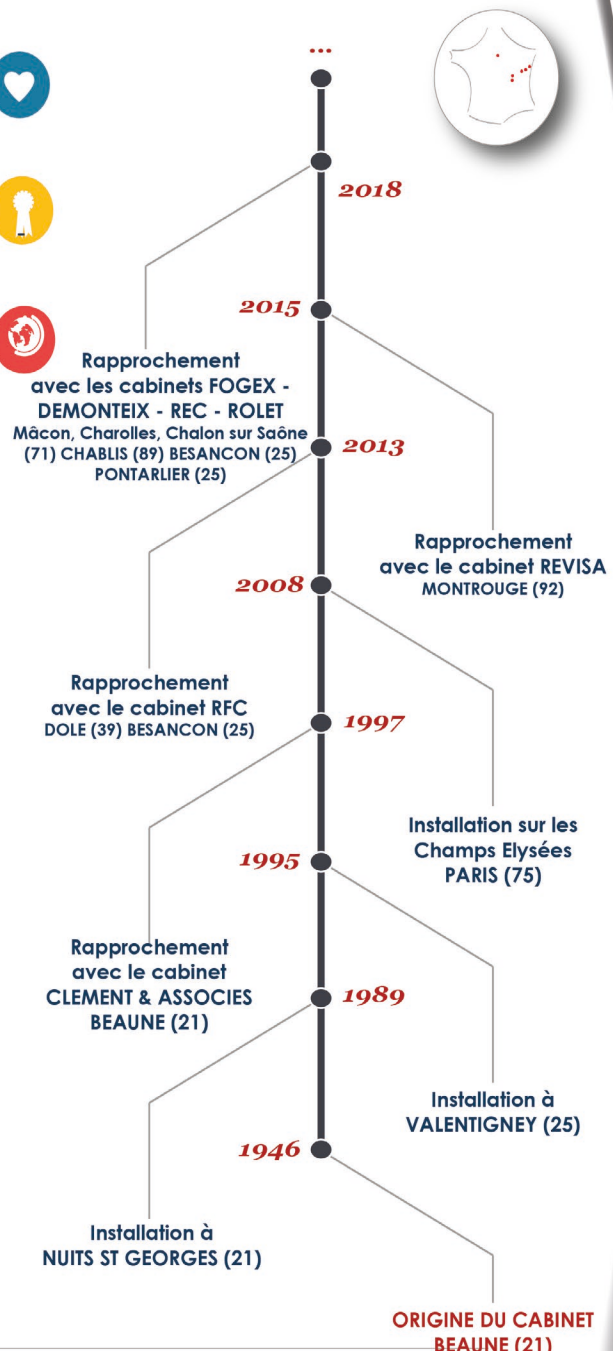 ...
2018
2015
Rapprochement
avec les cabinets FOGEX -
DEMONTEIX - REC - ROLET
Mâcon, Charolles, Chalon sur Saône
(71) CHABLIS (89) BESANCON (25)
PONTARLIER (25)
2013
Rapprochement
avec le cabinet REVISA
MONTROUGE (92)
2008
Rapprochement
avec le cabinet RFC
DOLE (39) BESANCON (25)
1997
Installation sur les
Champs Elysées
PARIS (75)
1995
Rapprochement
avec le cabinet
CLEMENT & ASSOCIES
BEAUNE (21)
1989
Installation à
VALENTIGNEY (25)
1946
Installation à
NUITS ST GEORGES (21)
ORIGINE DU CABINET
BEAUNE (21)